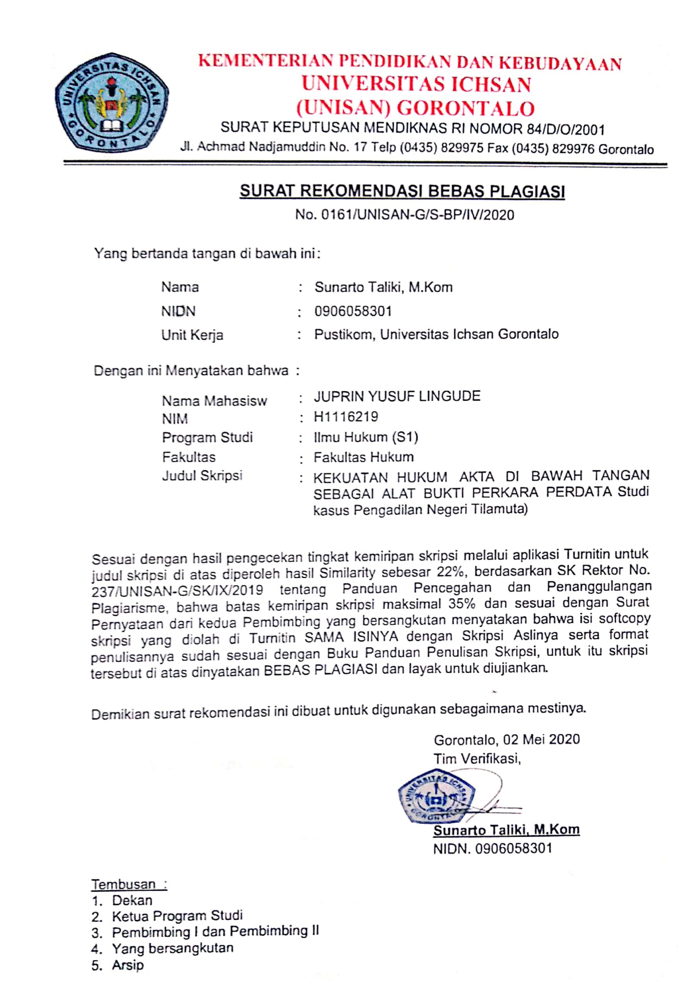 UNIVERSITAS ICHSAN
GORONTALO
KEMENTERIAN PENDIDIKAN DAN KEBUDAYAAN
UNIVERSITAS ICHSAN
(UNISAN) GORONTALO
SURAT KEPUTUSAN MENDIKNAS RI NOMOR 84/D/O/2001
Jl. Achmad Nadjamuddin No. 17 Telp (0435) 829975 Fax (0435) 829976 Gorontalo
SURAT REKOMENDASI BEBAS PLAGIASI
No. 0161/UNISAN-G/S-BP/IV/2020
Yang bertanda tangan di bawah ini:
Nama : Sunarto Taliki, M.Kom
NIDN : 0906058301
Unit Kerja : Pustikom, Universitas Ichsan Gorontalo
Dengan ini Menyatakan bahwa :
Nama Mahasisw : JUPRIN YUSUF LINGUDE
NIM : H1116219
Program Studi : Ilmu Hukum (S1)
Fakultas : Fakultas Hukum
Judul Skripsi : KEKUATAN HUKUM AKTA DI BAWAH TANGAN
SEBAGAI ALAT BUKTI PERKARA PERDATA Studi
kasus Pengadilan Negeri Tilamuta)
Sesuai dengan hasil pengecekan tingkat kemiripan skripsi melalui aplikasi Turnitin untuk
judul skripsi di atas diperoleh hasil Similarity sebesar 22%, berdasarkan SK Rektor No.
237/UNISAN-G/SK/IX/2019 tentang Panduan Pencegahan dan Penanggulangan
Plagiarisme, bahwa batas kemiripan skripsi maksimal 35% dan sesuai dengan Surat
Pernyataan dari kedua Pembimbing yang bersangkutan menyatakan bahwa isi softcopy
skripsi yang diolah di Turnitin SAMA ISINYA dengan Skripsi Aslinya serta format
penulisannya sudah sesuai dengan Buku Panduan Penulisan Skripsi, untuk itu skripsi
tersebut di atas dinyatakan BEBAS PLAGIASI dan layak untuk diujiankan.
Demikian surat rekomendasi ini dibuat untuk digunakan sebagaimana mestinya.
Gorontalo, 02 Mei 2020
Tim Verifikasi,
UNIVERSITAS ICHSAN
GORONTALO
Sunarto Taliki, M.Kom
NIDN. 0906058301
Tembusan :
1. Dekan
2. Ketua Program Studi
3. Pembimbing I dan Pembimbing II
4. Yang bersangkutan
5. Arsip